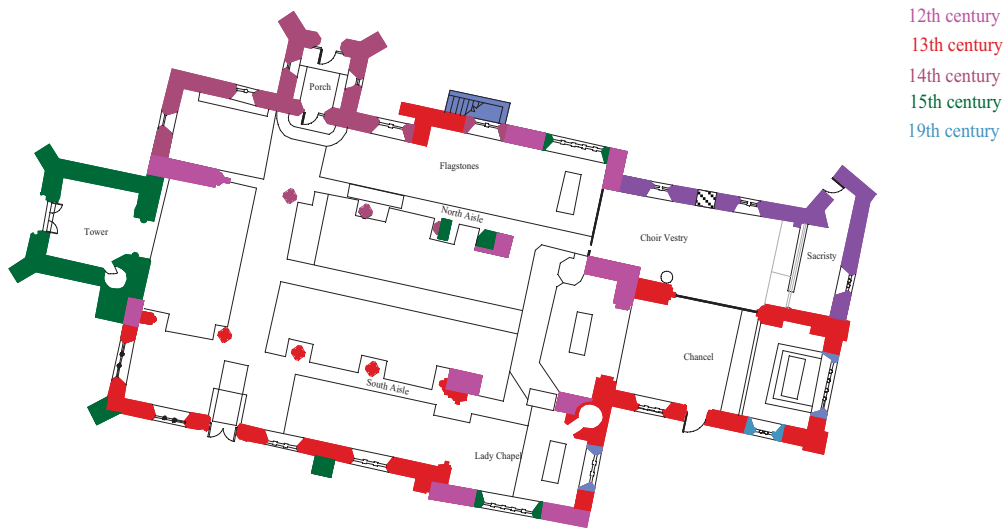 12th century
13th century
14th century
15th century
19th century
Porch
Flagstones
North Aisle
Tower
Choir Vestry
Sacristy
Chancel
South Aisle
Lady Chapel